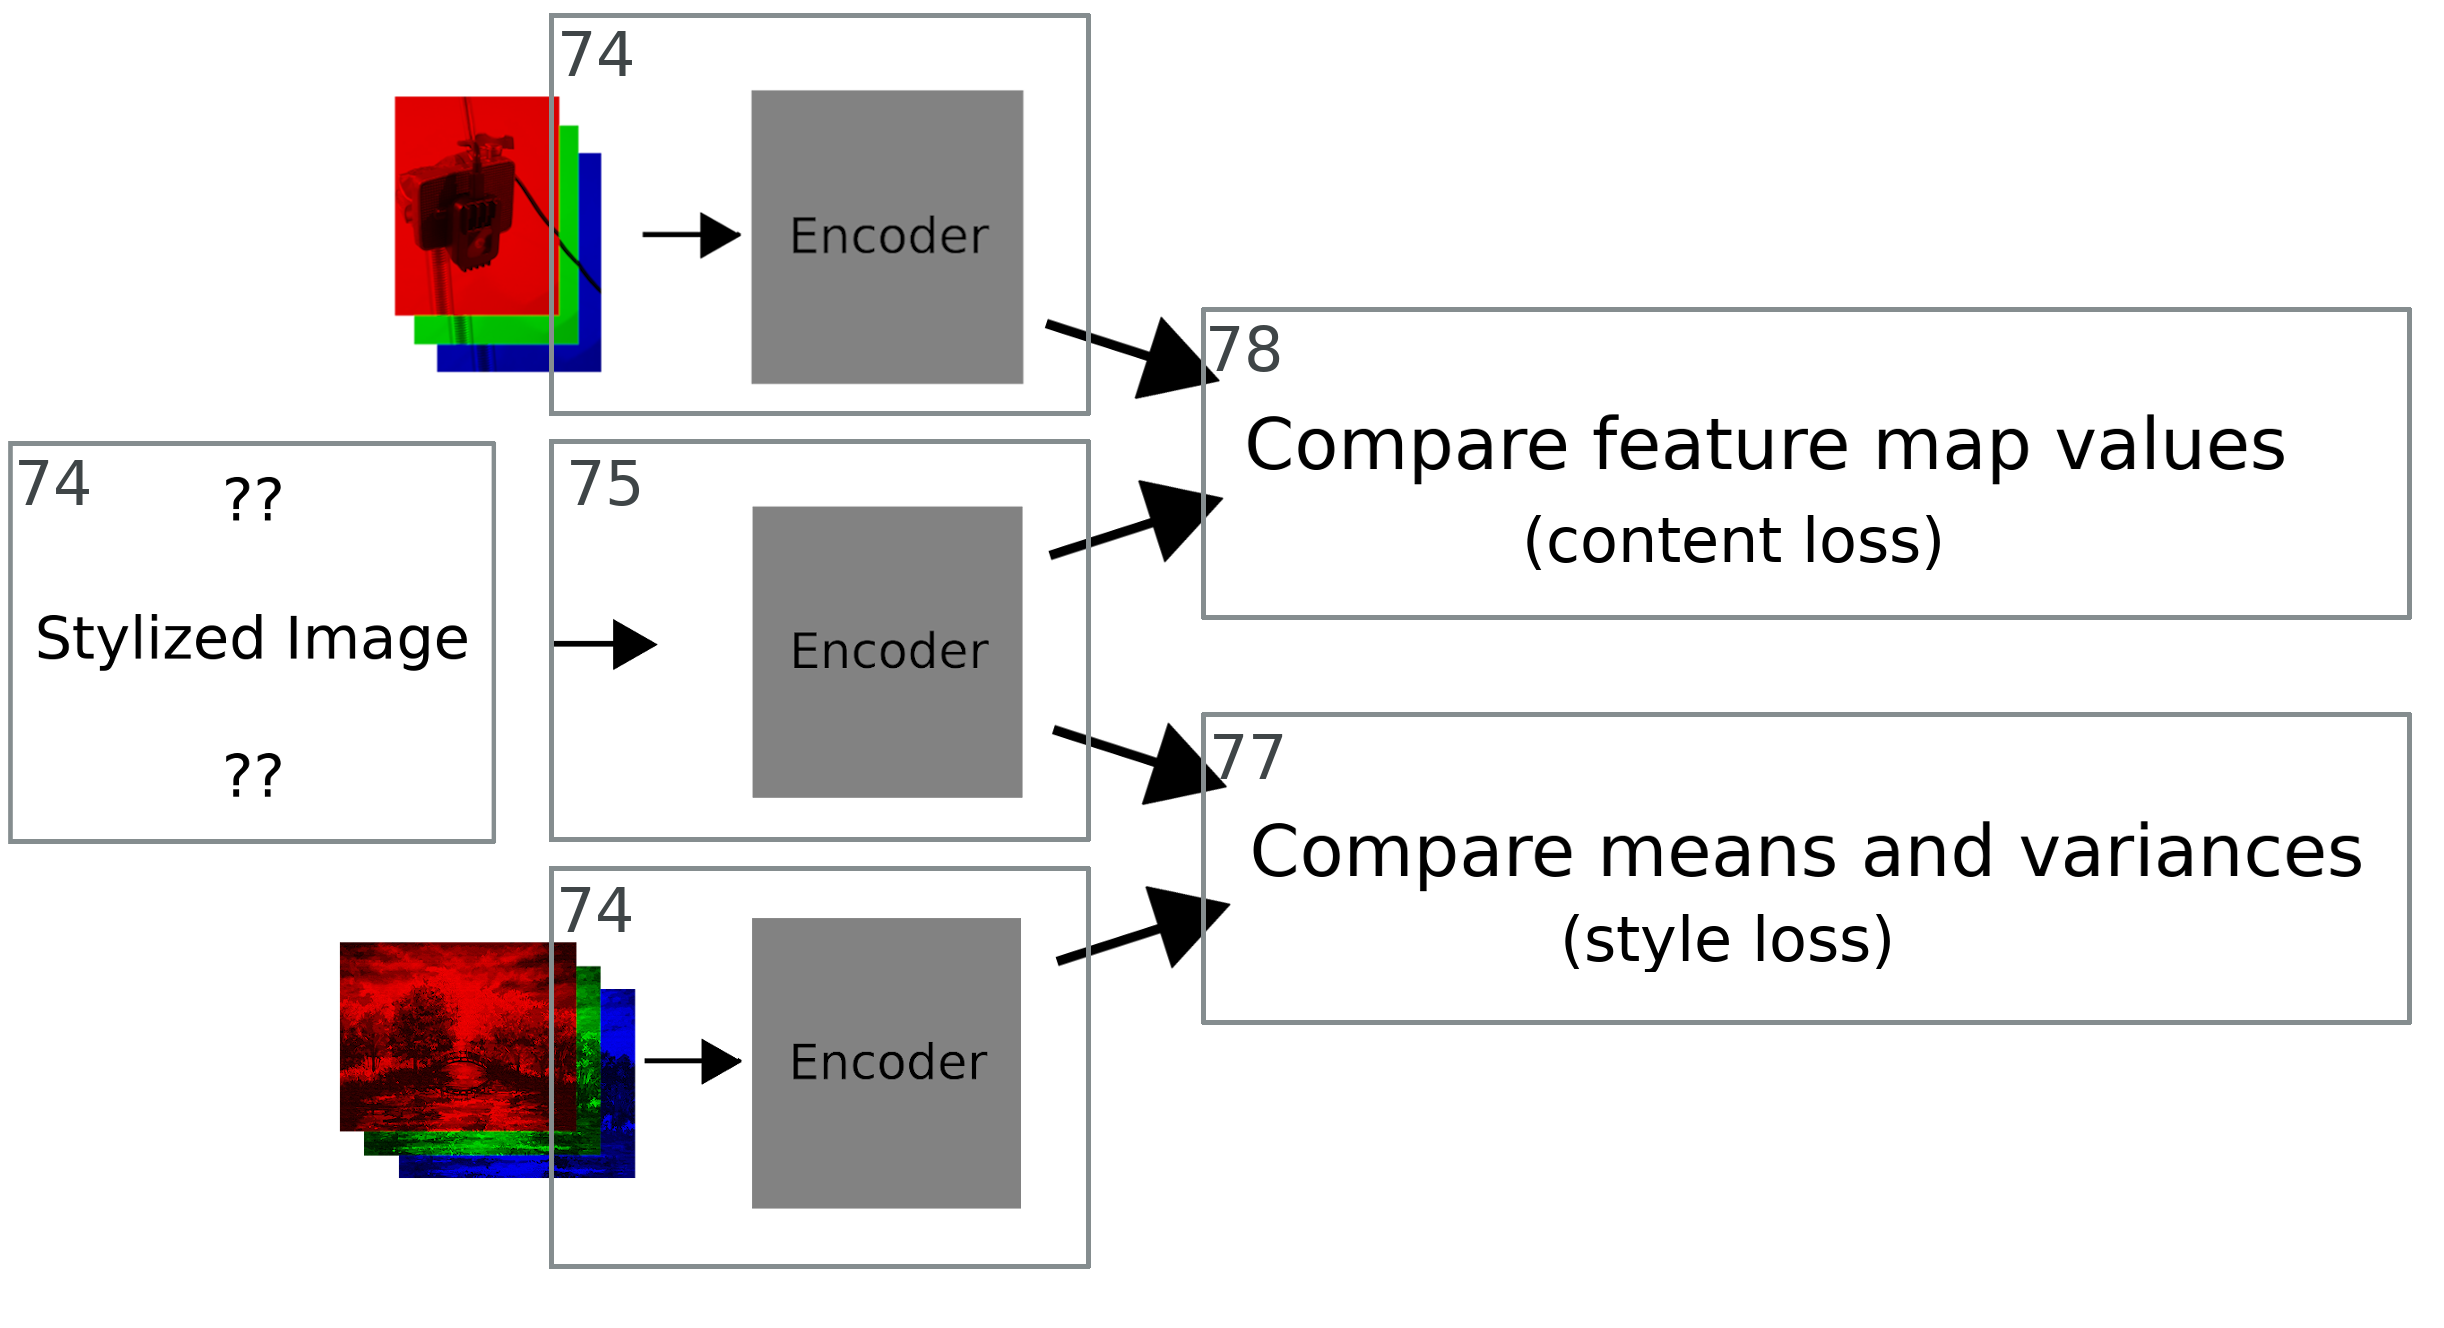 74
Encoder
78
Compare feature map values
(content loss)
74
??
Stylized Image
??
75
Encoder
77
Compare means and variances
(style loss)
74
Encoder